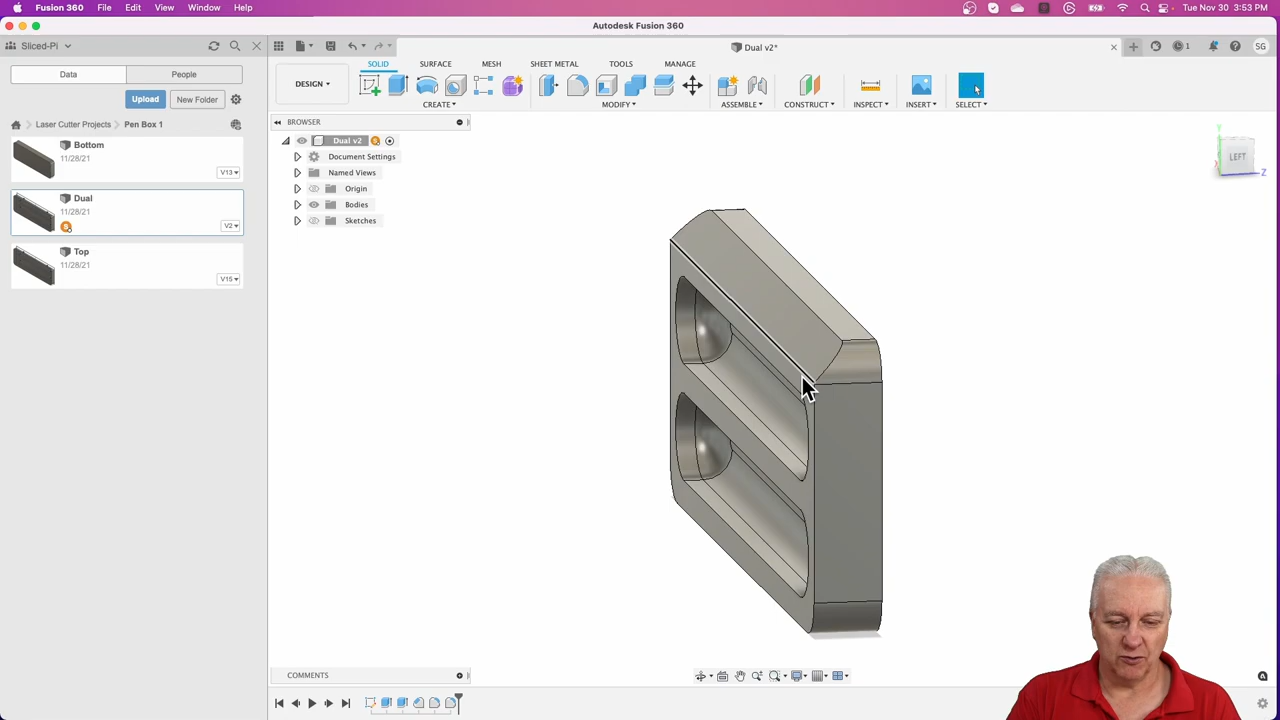 Fusion 360 File Edit View Window Help Tue Nov 30 3:53 PM
Autodesk Fusion 360
Sliced-Pi
Dual v2*
1
SG
Data People
SOLID SURFACE MESH SHEET METAL TOOLS MANAGE
DESIGN
Upload New Folder
CREATE MODIFY ASSEMBLE CONSTRUCT INSPECT INSERT SELECT
Laser Cutter Projects Pen Box 1
BROWSER
Bottom
11/28/21
V13
Dual
11/28/21
V2
Top
11/28/21
V15
Dual v2
Document Settings
Named Views
Origin
Bodies
Sketches
Y
LEFT
X
Z
COMMENTS